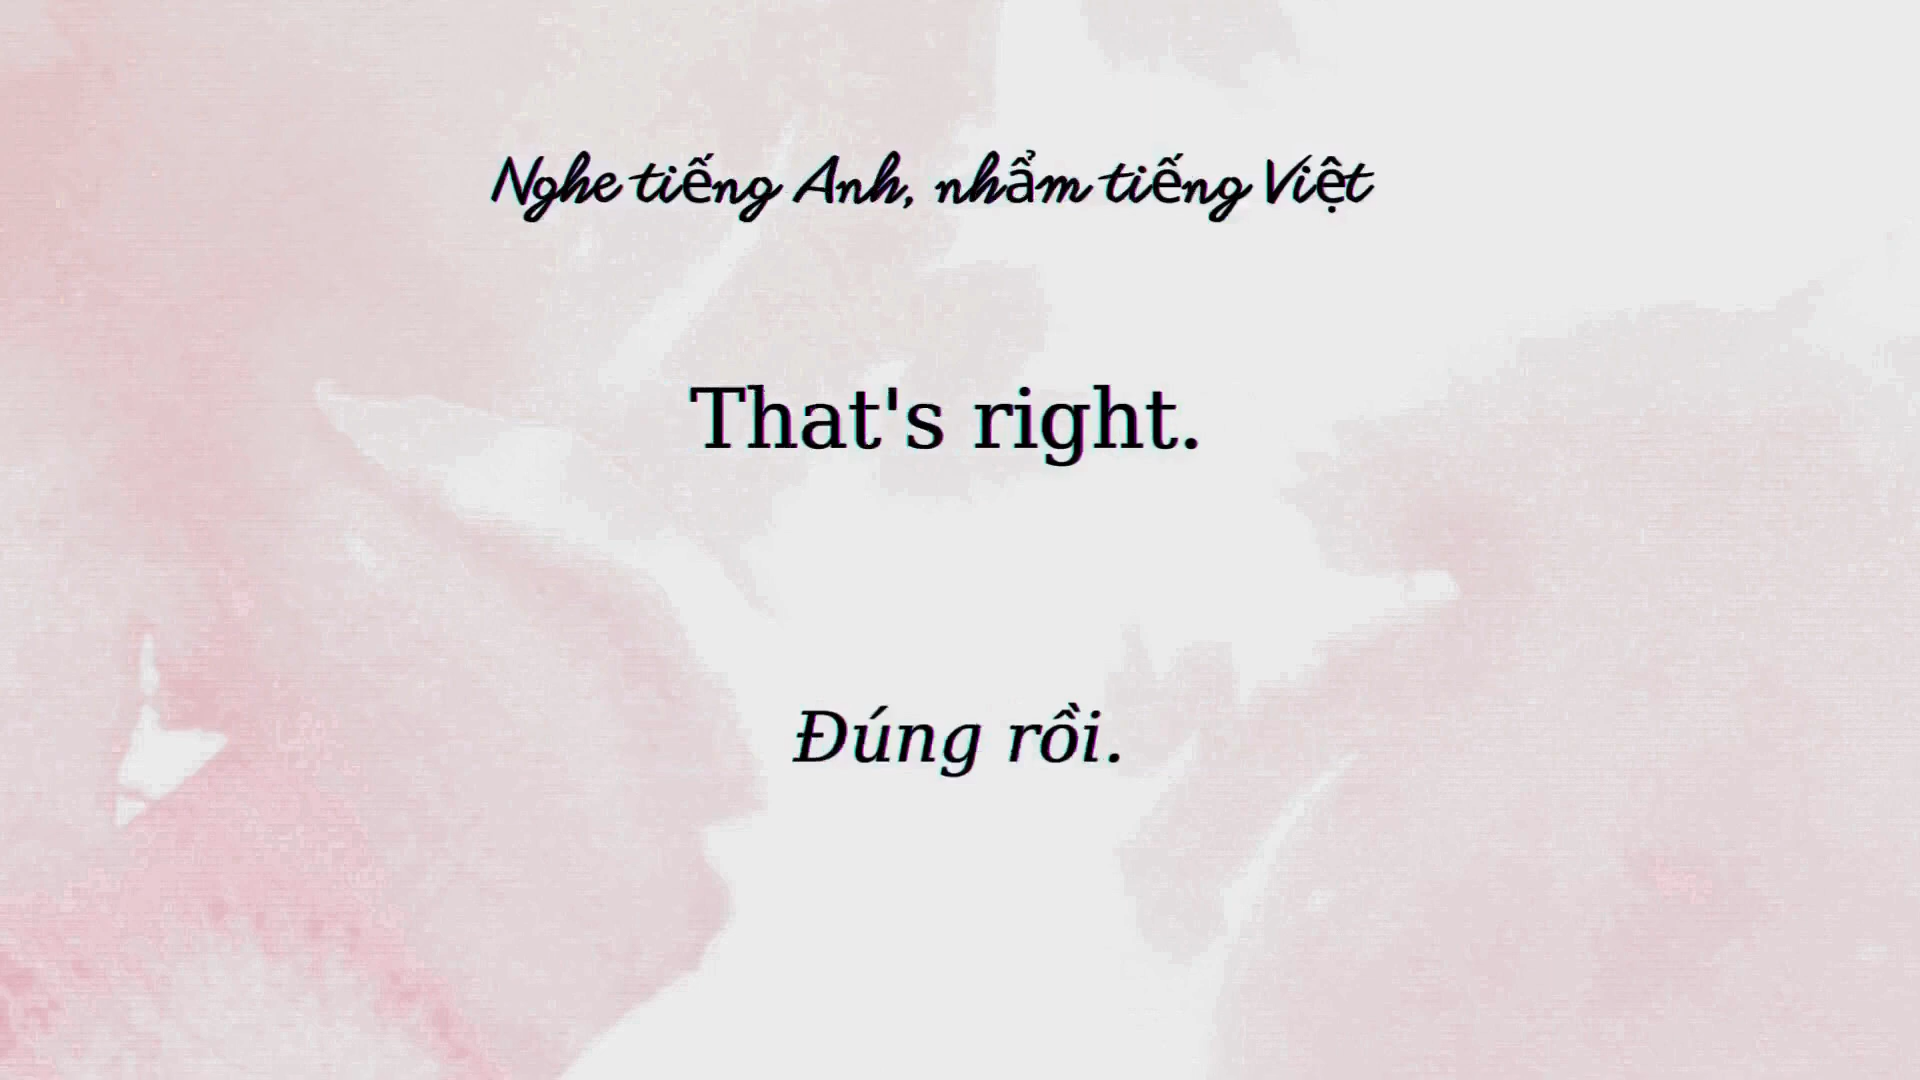 Nghe tiếng Anh, nhẩm tiếng Việt
That's right.
Đúng rồi.